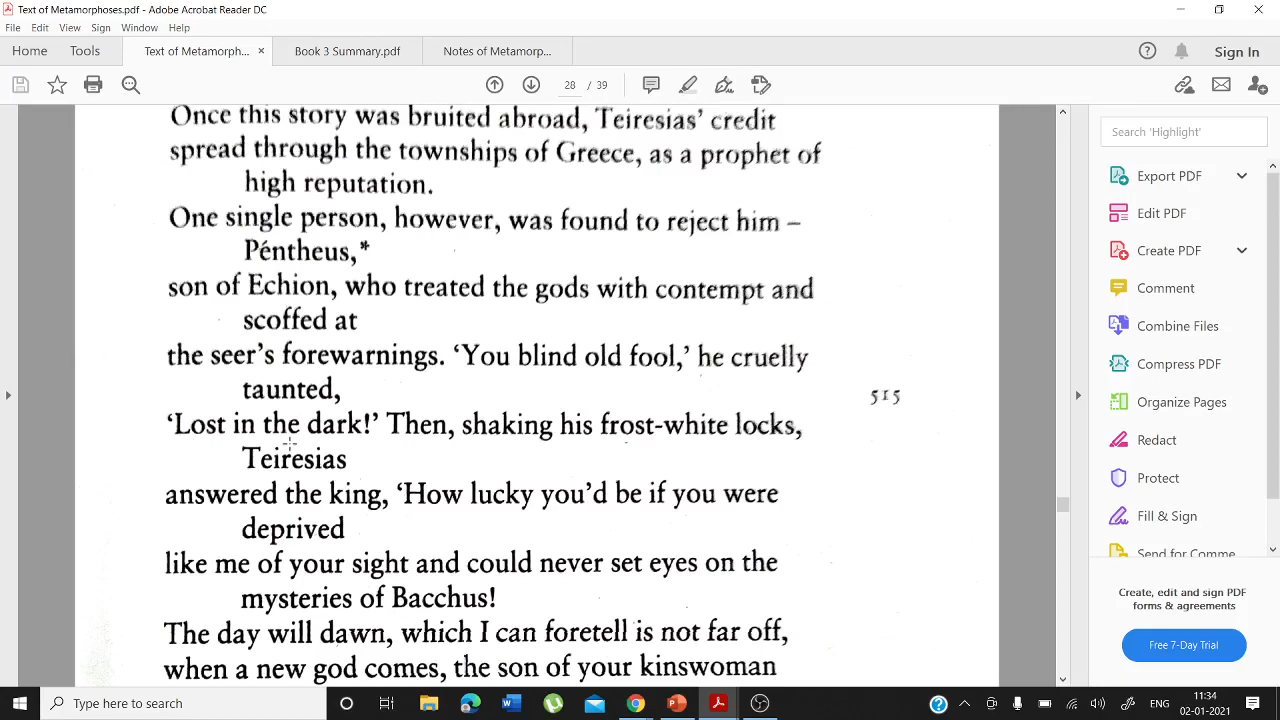 Text of Metamorphoses.pdf - Adobe Acrobat Reader DC
File Edit View Sign Window Help
Home Tools Text of Metamorph... × Book 3 Summary.pdf Notes of Metamorp... Sign In
28 / 39
Once this story was bruited abroad, Teiresias' credit
spread through the townships of Greece, as a prophet of
high reputation.
One single person, however, was found to reject him –
Péntheus,*
son of Echion, who treated the gods with contempt and
scoffed at
the seer's forewarnings. 'You blind old fool,' he cruelly
taunted,
515
'Lost in the dark!' Then, shaking his frost-white locks,
Teiresias
answered the king, 'How lucky you'd be if you were
deprived
like me of your sight and could never set eyes on the
mysteries of Bacchus!
The day will dawn, which I can foretell is not far off,
when a new god comes, the son of your kinswoman
Search 'Highlight'
Export PDF
Edit PDF
Create PDF
Comment
Combine Files
Compress PDF
Organize Pages
Redact
Protect
Fill & Sign
Send for Comme
Create, edit and sign PDF
forms & agreements
Free 7-Day Trial
Type here to search
ENG
11:34
02-01-2021